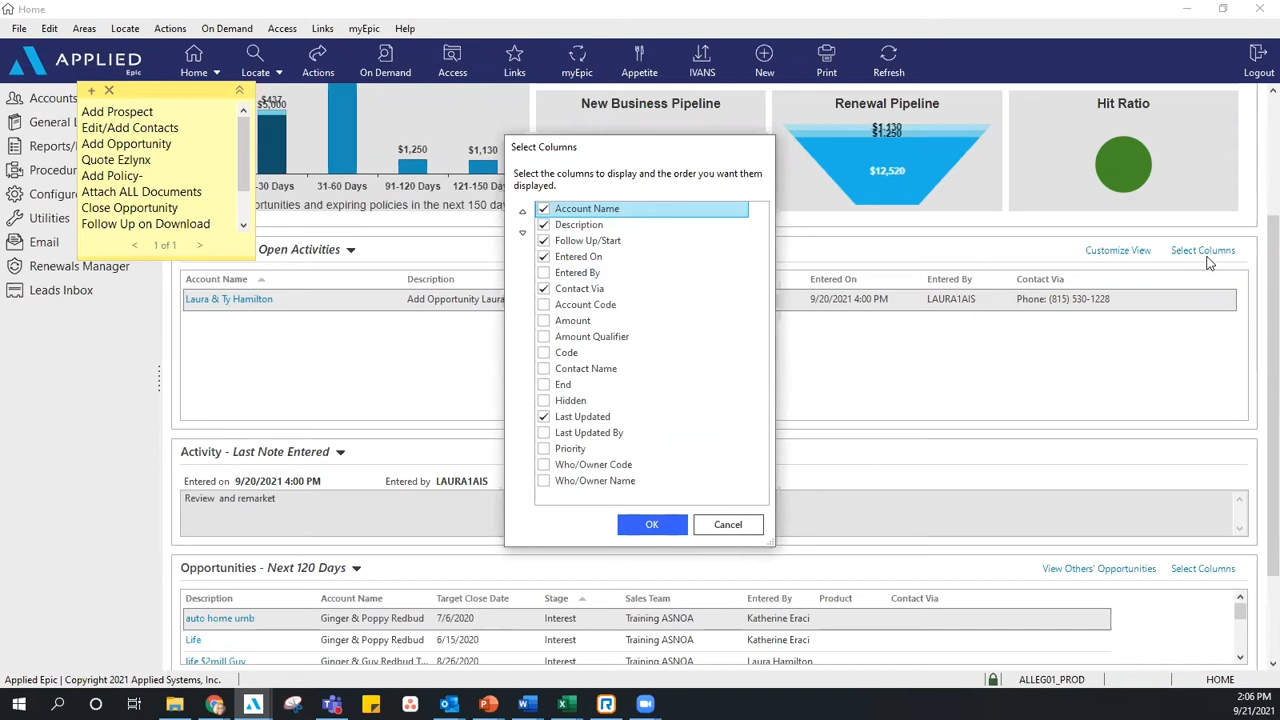 Home
File Edit Areas Locate Actions On Demand Access Links myEpic Help
APPLIED
Epic
Home Locate Actions On Demand Access Links myEpic Appetite IVANS New Print Refresh Logout
Accounts
General L
Reports/
Procedur
Configure
Utilities
Email
Renewals Manager
Leads Inbox
Add Prospect
Edit/Add Contacts
Add Opportunity
Quote Ezlynx
Add Policy-
Attach ALL Documents
Close Opportunity
Follow Up on Download
< 1 of 1 >
$437
$5,000
$1,250
$1,130
-30 Days 31-60 Days 91-120 Days 121-150 Day
ortunities and expiring policies in the next 150 day
New Business Pipeline
Renewal Pipeline
$1,130
$1,250
$12,520
Hit Ratio
Open Activities
Customize View Select Columns
Account Name Description Entered On Entered By Contact Via
Laura & Ty Hamilton Add Opportunity Laura 9/20/2021 4:00 PM LAURA1AIS Phone: (815) 530-1228
Select Columns
Select the columns to display and the order you want them
displayed.
Account Name
Description
Follow Up/Start
Entered On
Entered By
Contact Via
Account Code
Amount
Amount Qualifier
Code
Contact Name
End
Hidden
Last Updated
Last Updated By
Priority
Who/Owner Code
Who/Owner Name
OK Cancel
Activity - Last Note Entered
Entered on 9/20/2021 4:00 PM Entered by LAURA1AIS
Review and remarket
Opportunities - Next 120 Days
View Others' Opportunities Select Columns
Description Account Name Target Close Date Stage Sales Team Entered By Product Contact Via
auto home umb Ginger & Poppy Redbud 7/6/2020 Interest Training ASNOA Katherine Eraci
Life Ginger & Poppy Redbud 6/15/2020 Interest Training ASNOA Katherine Eraci
life $2mill Guy Ginger & Guy Redbud T... 8/26/2020 Interest Training ASNOA Laura Hamilton
Applied Epic | Copyright © 2021 Applied Systems, Inc. ALLEG01_PROD HOME
2:06 PM
9/21/2021